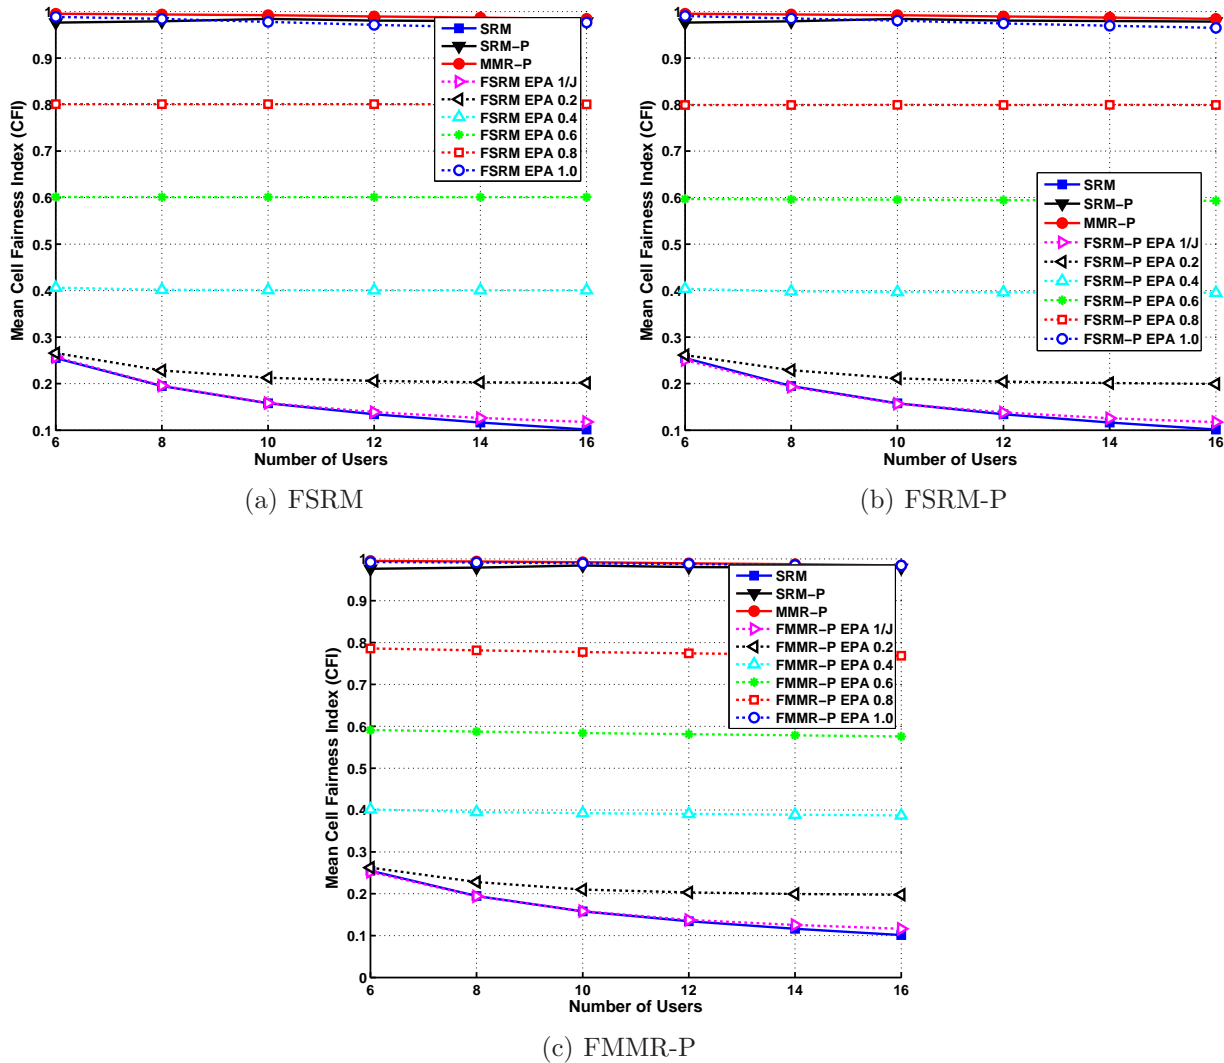 Mean Cell Fairness Index (CFI)
1
0.9
0.8
0.7
0.6
0.5
0.4
0.3
0.2
0.1
6 8 10 12 14 16
Number of Users
SRM
SRM-P
MMR-P
FSRM EPA 1/J
FSRM EPA 0.2
FSRM EPA 0.4
FSRM EPA 0.6
FSRM EPA 0.8
FSRM EPA 1.0
(a) FSRM
Mean Cell Fairness Index (CFI)
1
0.9
0.8
0.7
0.6
0.5
0.4
0.3
0.2
0.1
6 8 10 12 14 16
Number of Users
SRM
SRM-P
MMR-P
FSRM-P EPA 1/J
FSRM-P EPA 0.2
FSRM-P EPA 0.4
FSRM-P EPA 0.6
FSRM-P EPA 0.8
FSRM-P EPA 1.0
(b) FSRM-P
Mean Cell Fairness Index (CFI)
1
0.9
0.8
0.7
0.6
0.5
0.4
0.3
0.2
0.1
0
6 8 10 12 14 16
Number of Users
SRM
SRM-P
MMR-P
FMMR-P EPA 1/J
FMMR-P EPA 0.2
FMMR-P EPA 0.4
FMMR-P EPA 0.6
FMMR-P EPA 0.8
FMMR-P EPA 1.0
(c) FMMR-P